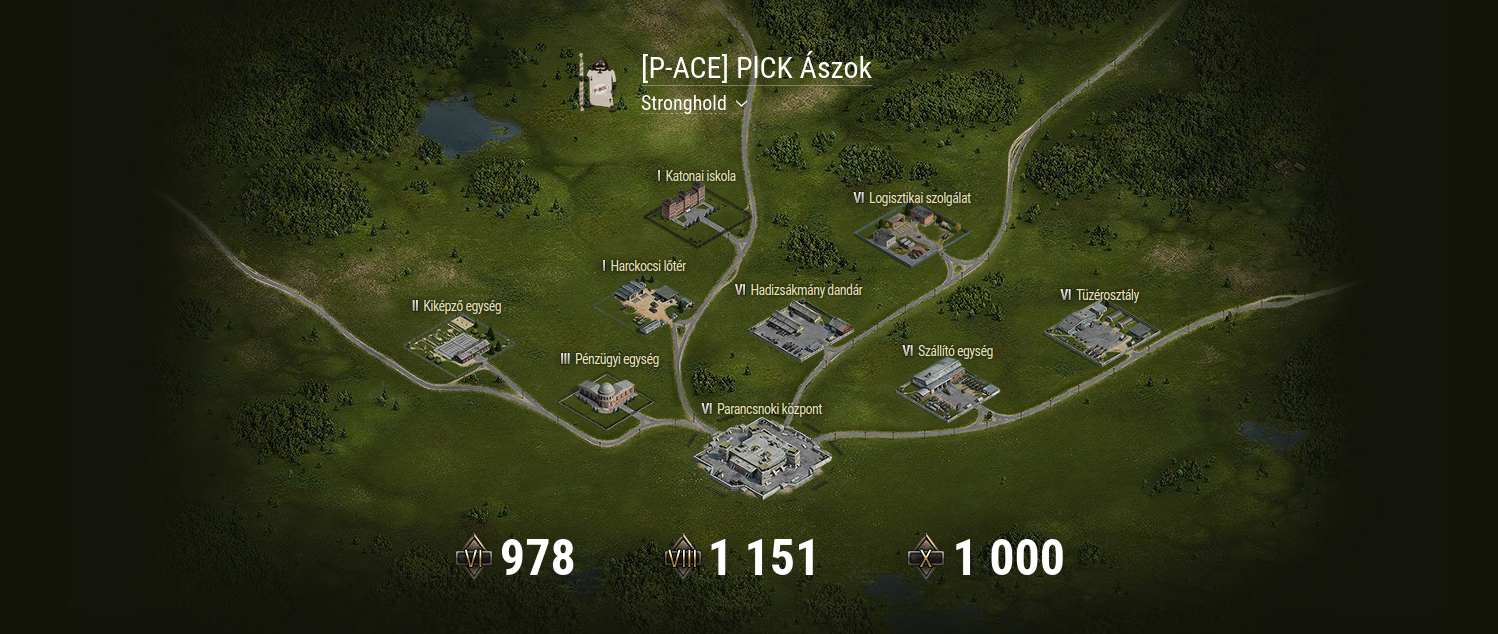 [P-ACE] PICK Ászok
Stronghold
I Katonai iskola
VI Logisztikai szolgálat
I Harckocsi lőtér
VI Hadizsákmány dandár
VI Tüzérosztály
II Kiképző egység
III Pénzügyi egység
VI Szállító egység
VI Parancsnoki központ
VI 978
VIII 1 151
X 1 000